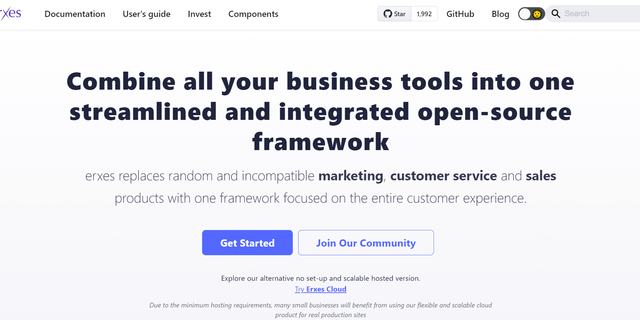 rxes Documentation User's guide Invest Components Star 1,992 GitHub Blog Search
Combine all your business tools into one
streamlined and integrated open-source
framework
erxes replaces random and incompatible marketing, customer service and sales
products with one framework focused on the entire customer experience.
Get Started Join Our Community
Explore our alternative no set-up and scalable hosted version.
Try Erxes Cloud
Due to the minimum hosting requirements, many small businesses will benefit from using our flexible and scalable cloud
product for real production sites